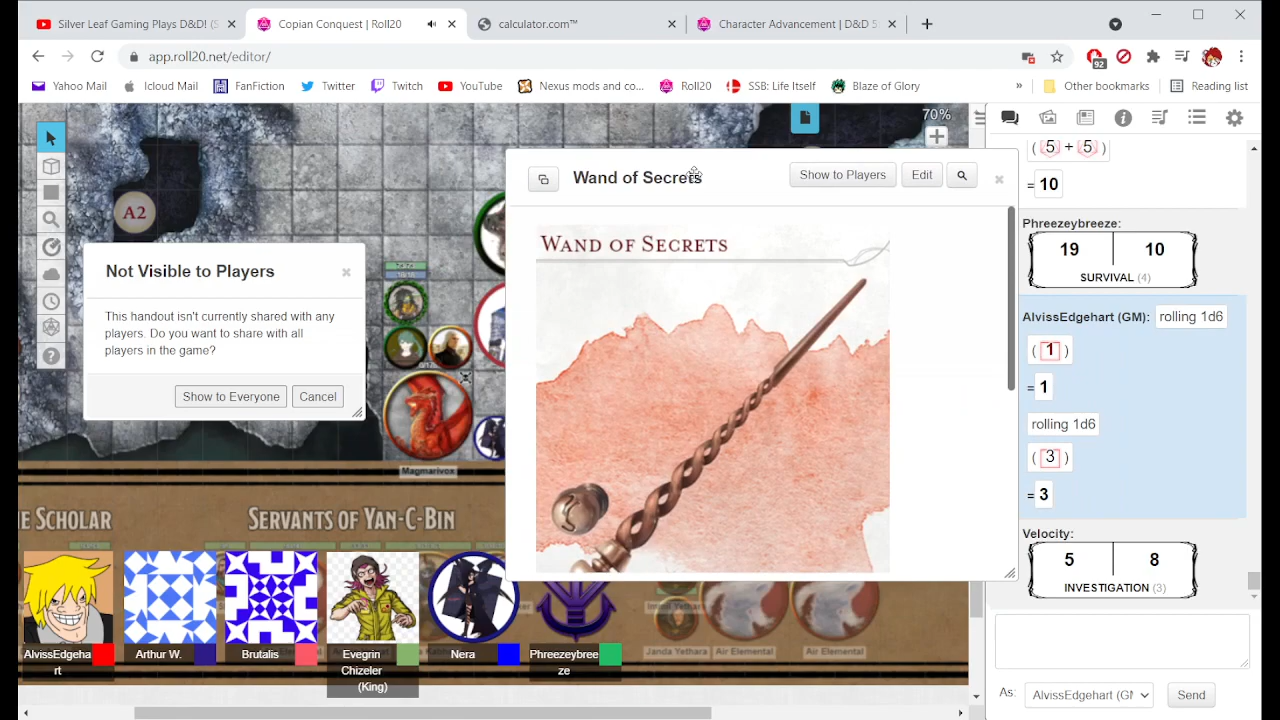 Silver Leaf Gaming Plays D&D! (S
Copian Conquest | Roll20
calculator.com™
Character Advancement | D&D 5
app.roll20.net/editor/
92
Yahoo Mail
Icloud Mail
FanFiction
Twitter
Twitch
YouTube
Nexus mods and co...
Roll20
SSB: Life Itself
Blaze of Glory
»
Other bookmarks
Reading list
70%
A2
Wand of Secrets
Show to Players
Edit
WAND OF SECRETS
Not Visible to Players
This handout isn't currently shared with any
players. Do you want to share with all
players in the game?
Show to Everyone
Cancel
Magmarivox
E SCHOLAR
SERVANTS OF YAN-C-BIN
AlvissEdgeha
rt
Arthur W.
Brutalis
Evegrin
Chizeler
(King)
Nera
Phreezeybree
ze
Janda Yethara
Air Elemental
Air Elemental
( 5 + 5 )
= 10
Phreezeybreeze:
19 10
SURVIVAL (4)
AlvissEdgehart (GM): rolling 1d6
( 1 )
= 1
rolling 1d6
( 3 )
= 3
Velocity:
5 8
INVESTIGATION (3)
As:
AlvissEdgehart (GM
Send